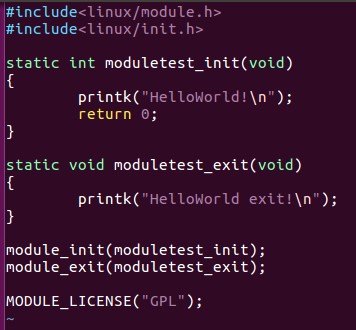 #include<linux/module.h>
#include<linux/init.h>
static int moduletest_init(void)
{
printk("HelloWorld!\n");
return 0;
}
static void moduletest_exit(void)
{
printk("HelloWorld exit!\n");
}
module_init(moduletest_init);
module_exit(moduletest_exit);
MODULE_LICENSE("GPL");
~